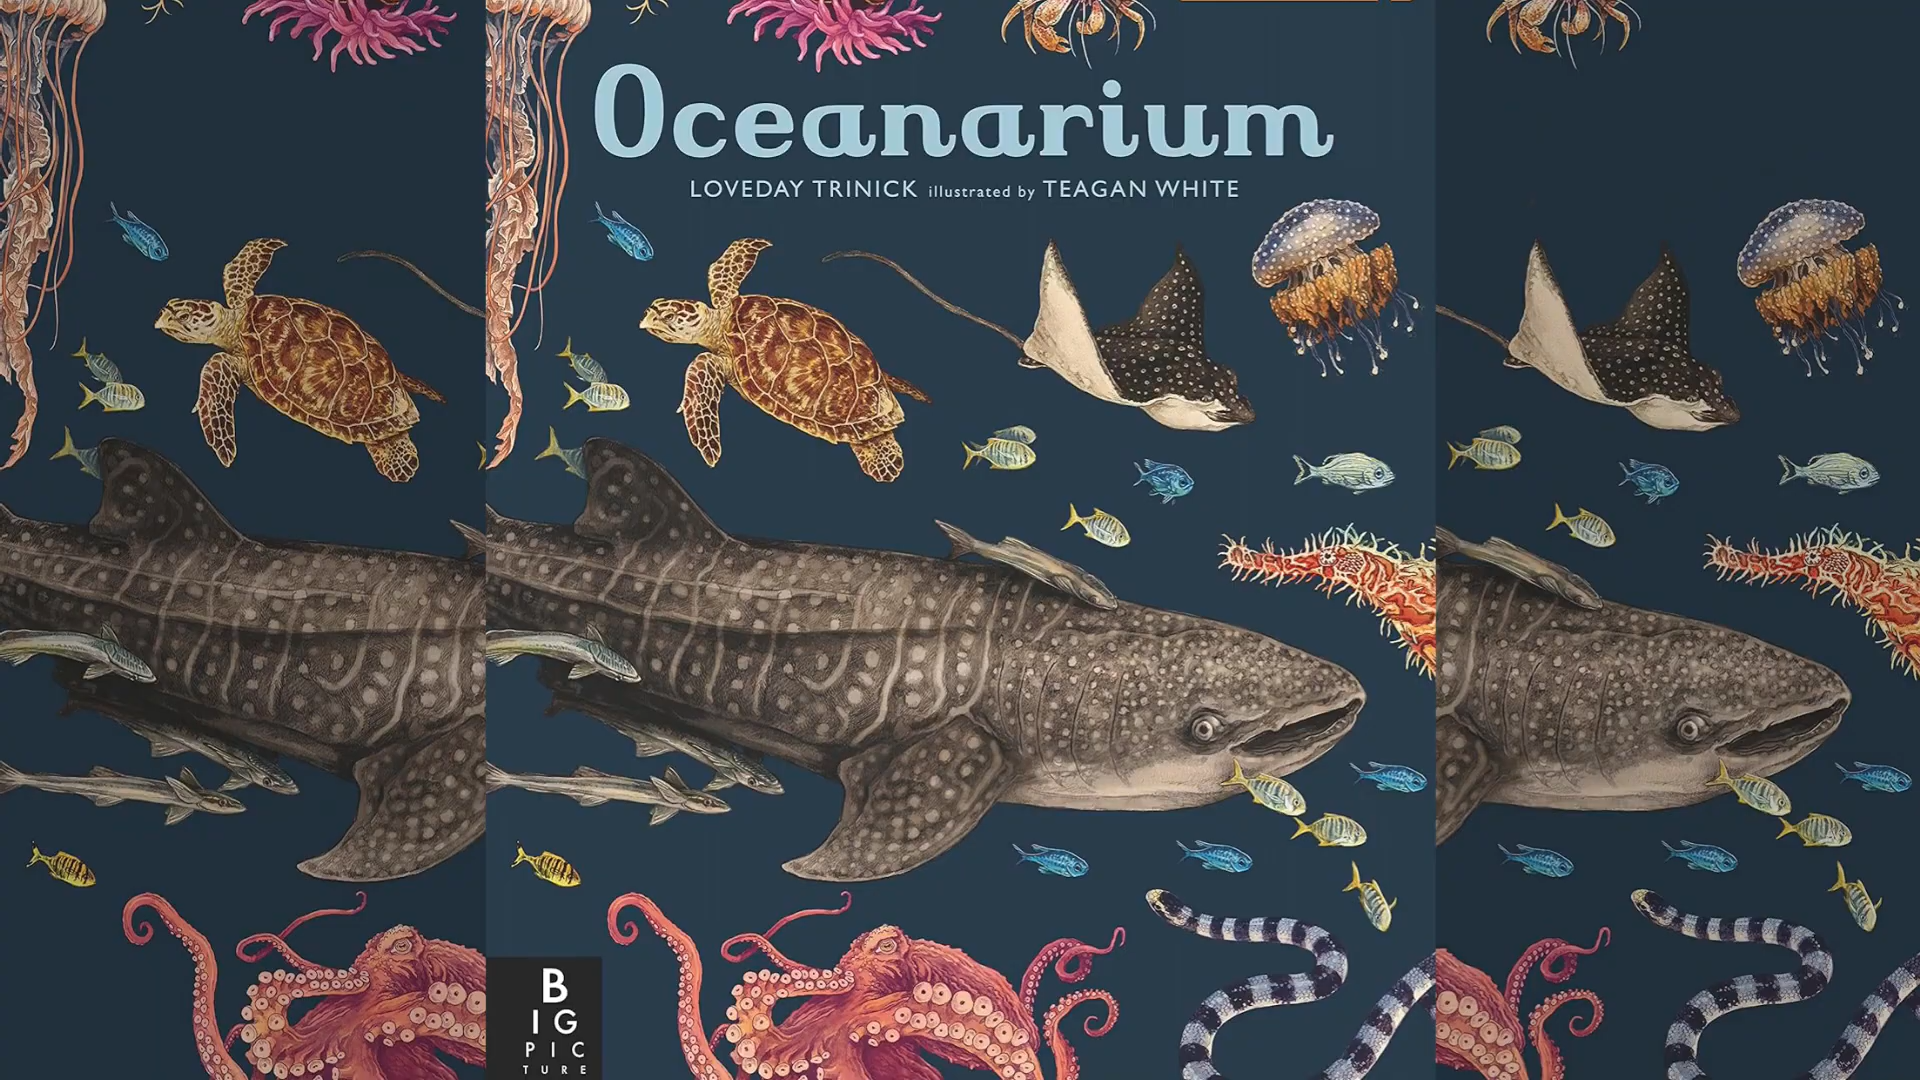 Oceanarium
LOVEDAY TRINICK illustrated by TEAGAN WHITE
B
IG
PIC
TURE